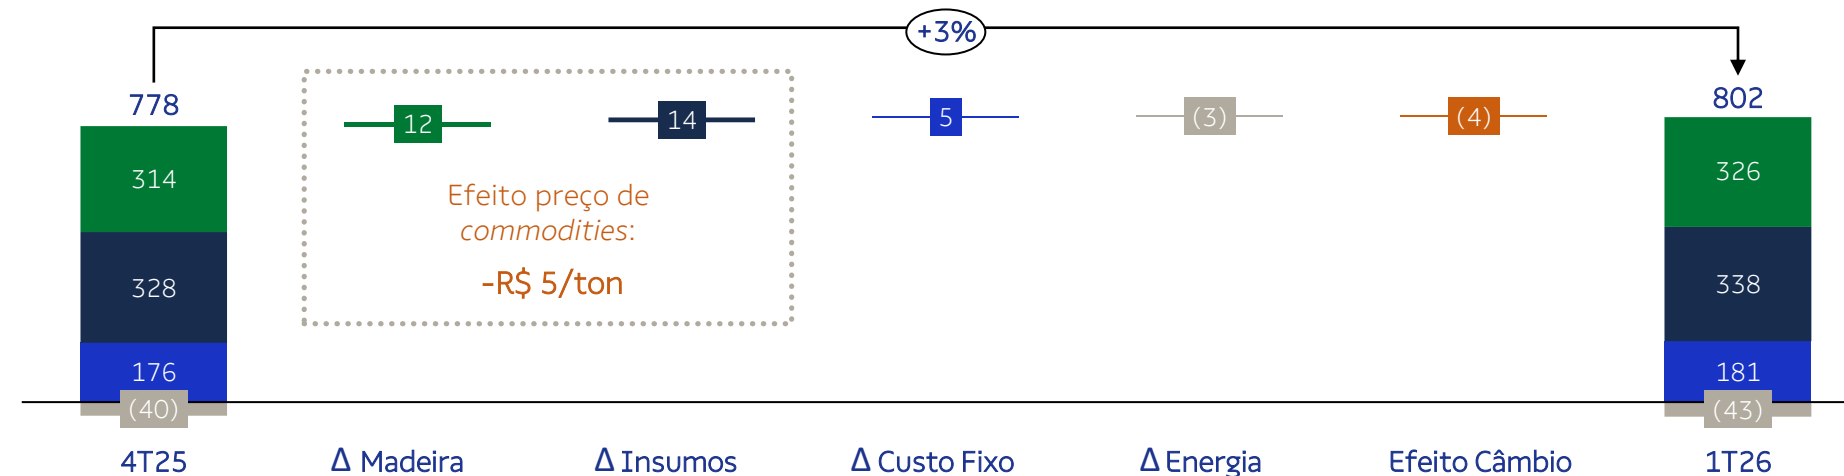 +3%
778
314
328
176
(40)
12
14
Efeito preço de
commodities:
-R$ 5/ton
5
(3)
(4)
802
326
338
181
(43)
4T25
Δ Madeira
Δ Insumos
Δ Custo Fixo
Δ Energia
Efeito Câmbio
1T26